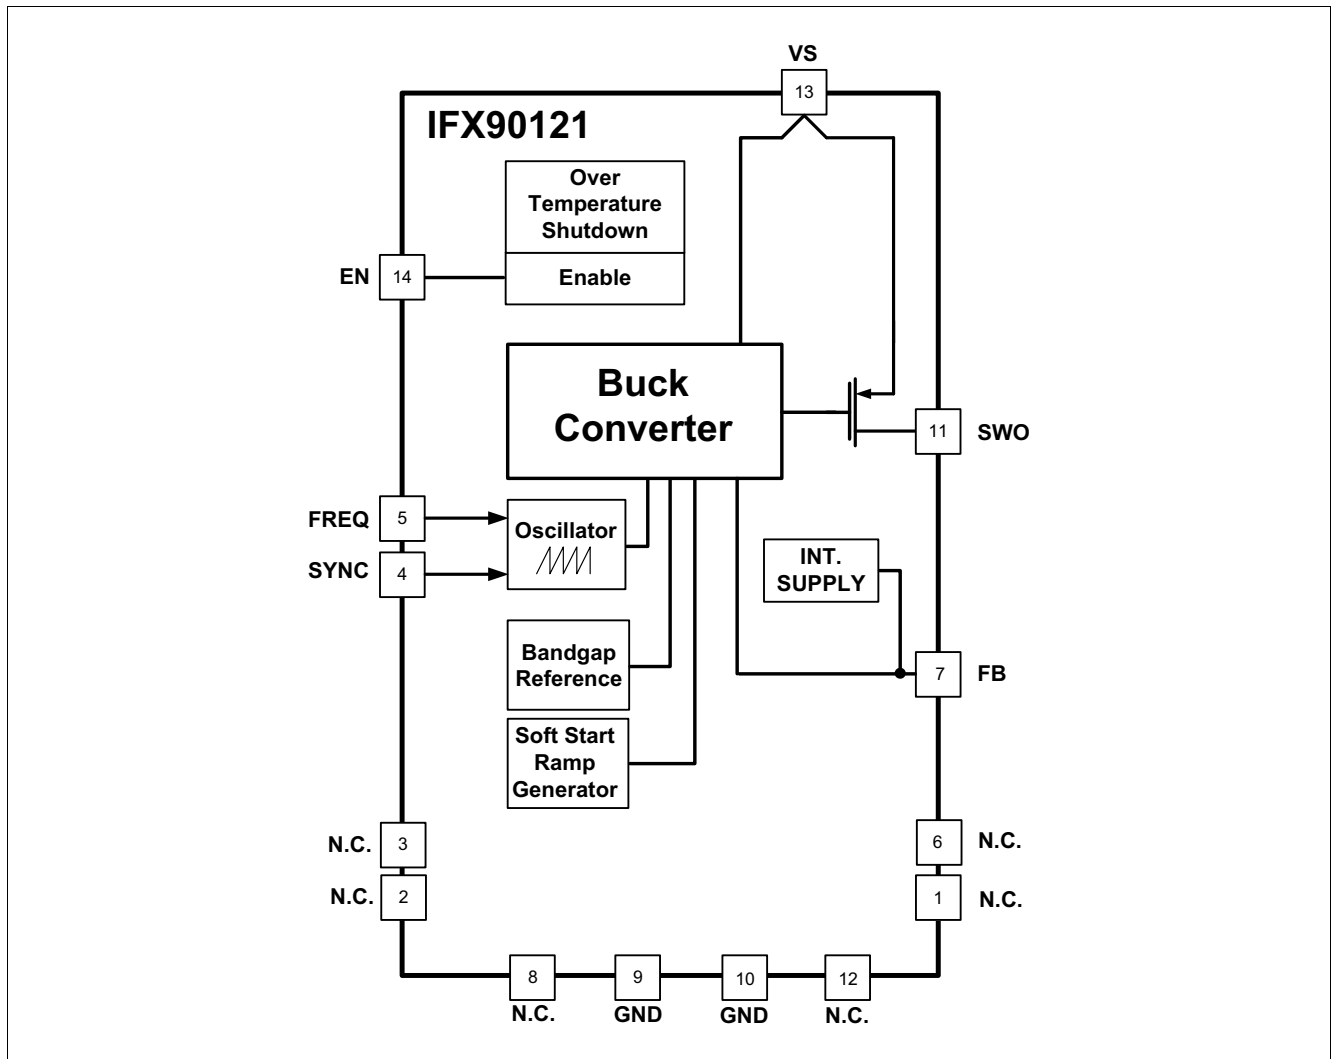 VS
13
IFX90121
Over
Temperature
Shutdown
EN
14
Enable
Buck
Converter
11
SWO
FREQ
5
Oscillator
SYNC
4
INT.
SUPPLY
Bandgap
Reference
7
FB
Soft Start
Ramp
Generator
N.C.
3
6
N.C.
N.C.
2
1
N.C.
8
9
10
12
N.C.
GND
GND
N.C.